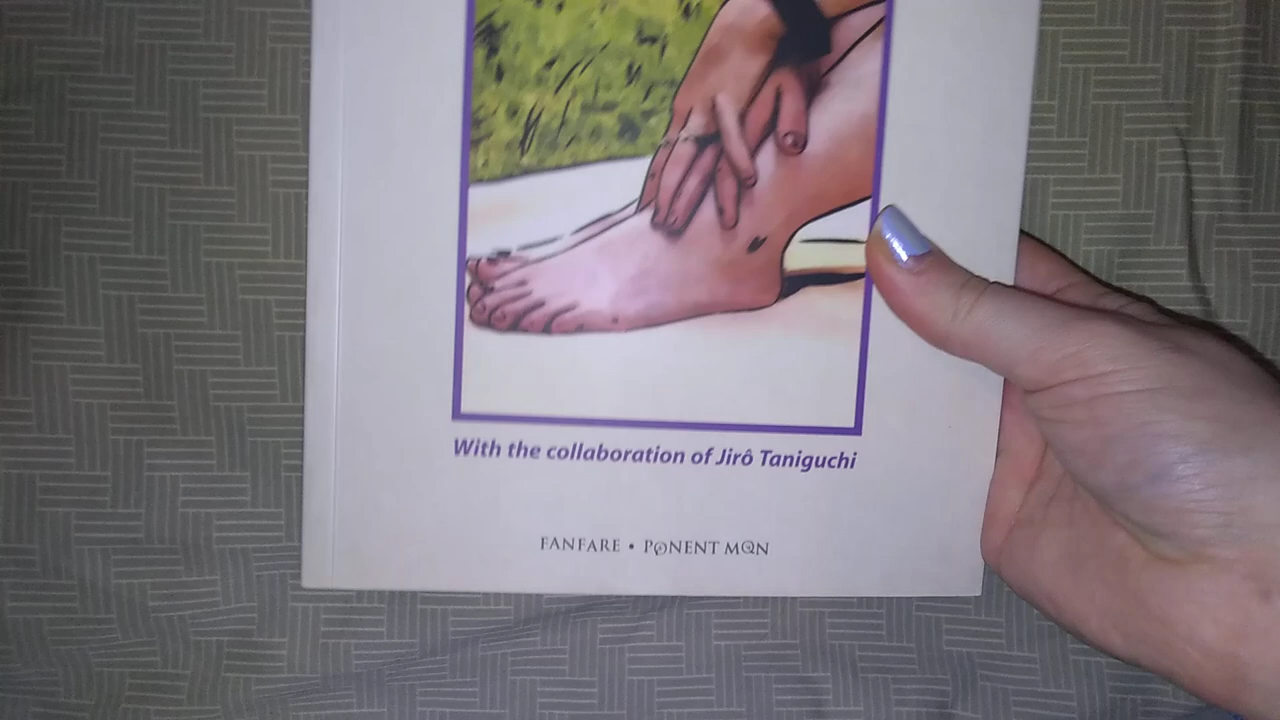 With the collaboration of Jirô Taniguchi
FANFARE • PONENT MON